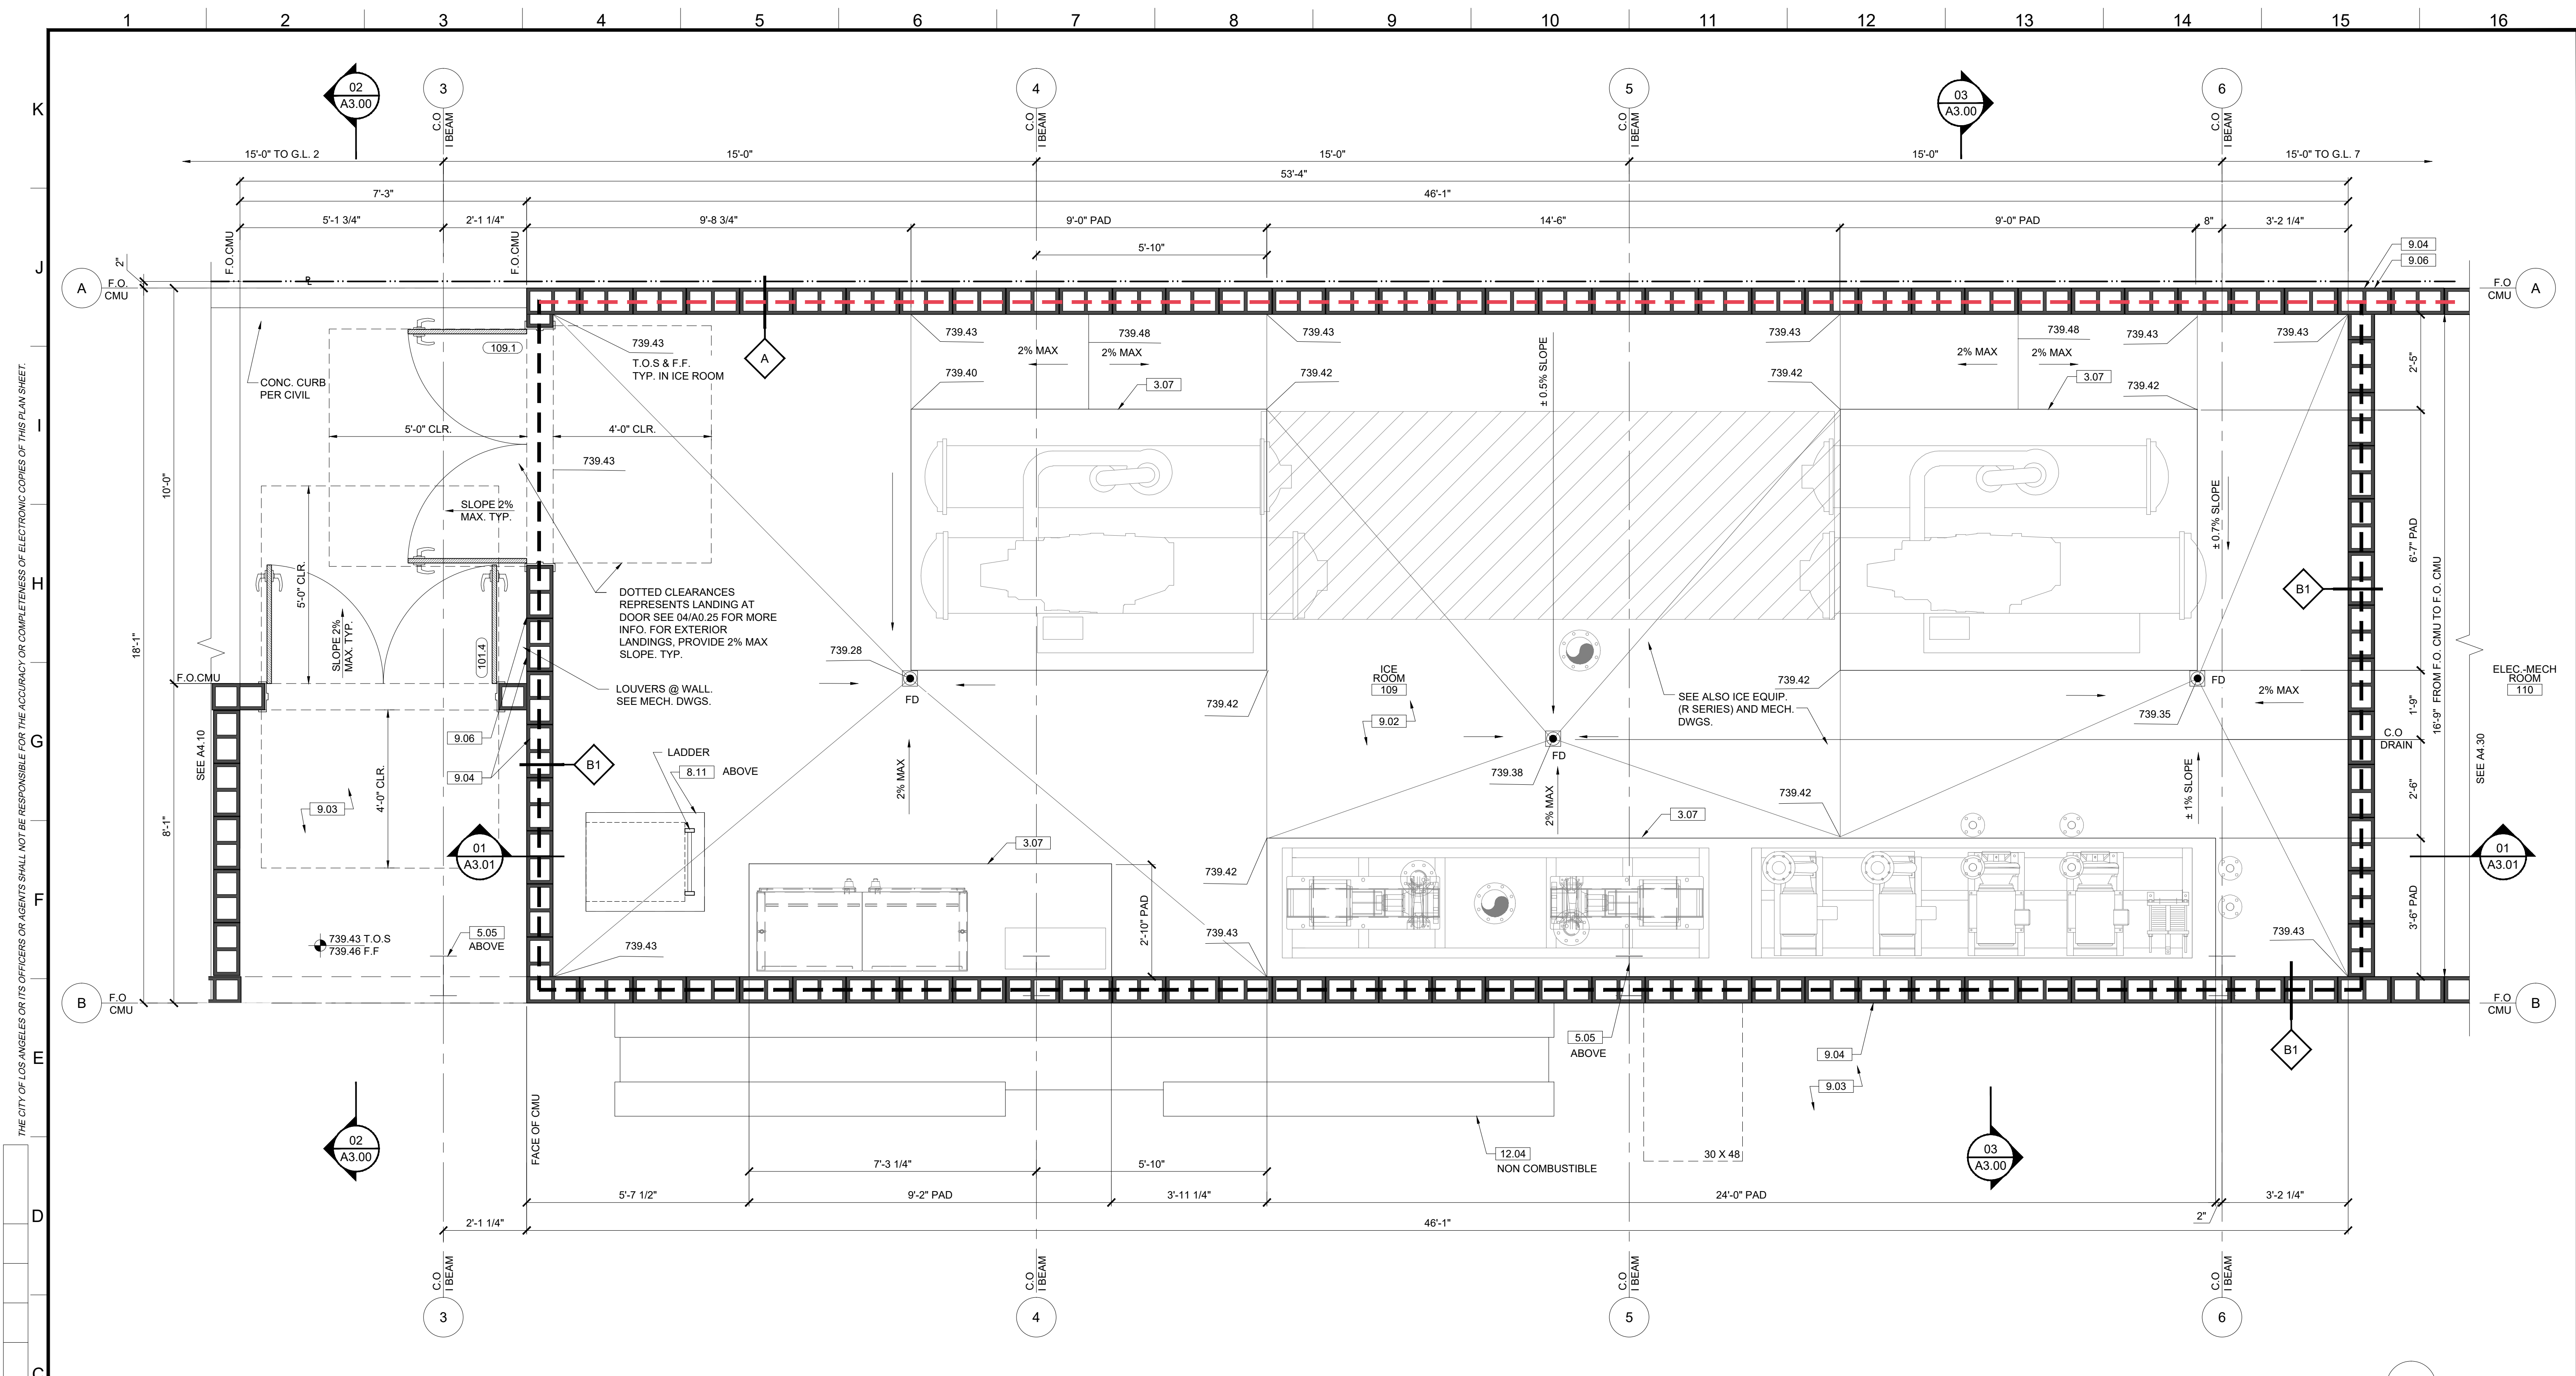 1 2 3 4 5 6 7 8 9 10 11 12 13 14 15 16
K
J
I
H
G
F
E
D
C
THE CITY OF LOS ANGELES OR ITS OFFICERS OR AGENTS SHALL NOT BE RESPONSIBLE FOR THE ACCURACY OR COMPLETENESS OF ELECTRONIC COPIES OF THIS PLAN SHEET.
02
A3.00
3
4
5
03
A3.00
6
C.O
I BEAM
C.O
I BEAM
C.O
I BEAM
C.O
I BEAM
15'-0" TO G.L. 2
15'-0"
15'-0"
15'-0"
15'-0" TO G.L. 7
53'-4"
7'-3"
46'-1"
5'-1 3/4"
2'-1 1/4"
9'-8 3/4"
9'-0" PAD
14'-6"
9'-0" PAD
8"
3'-2 1/4"
5'-10"
F.O.CMU
F.O.CMU
9.04
9.06
2"
A
F.O.
CMU
F.O
CMU
A
109.1
739.43
T.O.S & F.F.
TYP. IN ICE ROOM
A
739.43
739.48
2% MAX
2% MAX
739.40
3.07
739.43
739.42
± 0.5% SLOPE
739.43
739.42
2% MAX
739.48
2% MAX
3.07
739.43
739.42
739.43
2'-5"
CONC. CURB
PER CIVIL
5'-0" CLR.
4'-0" CLR.
739.43
10'-0"
18'-1"
SLOPE 2%
MAX. TYP.
5'-0" CLR.
SLOPE 2%
MAX. TYP.
101.4
DOTTED CLEARANCES
REPRESENTS LANDING AT
DOOR SEE 04/A0.25 FOR MORE
INFO. FOR EXTERIOR
LANDINGS, PROVIDE 2% MAX
SLOPE. TYP.
± 0.7% SLOPE
6'-7" PAD
B1
16'-9" FROM F.O. CMU TO F.O. CMU
F.O.CMU
LOUVERS @ WALL.
SEE MECH. DWGS.
739.28
FD
739.42
ICE
ROOM
109
9.02
SEE ALSO ICE EQUIP.
(R SERIES) AND MECH.
DWGS.
739.42
FD
739.35
2% MAX
1'-9"
ELEC.-MECH
ROOM
110
SEE A4.10
9.06
9.04
B1
LADDER
8.11
ABOVE
2% MAX
FD
739.38
2% MAX
739.42
± 1% SLOPE
C.O
DRAIN
2'-6"
SEE A4.30
4'-0" CLR.
9.03
8'-1"
01
A3.01
3.07
3.07
739.42
01
A3.01
739.43 T.O.S
739.46 F.F
5.05
ABOVE
739.43
2'-10" PAD
739.43
739.43
3'-6" PAD
B
F.O
CMU
F.O
CMU
B
5.05
ABOVE
9.04
9.03
B1
FACE OF CMU
02
A3.00
12.04
NON COMBUSTIBLE
30 X 48
03
A3.00
7'-3 1/4"
5'-10"
5'-7 1/2"
9'-2" PAD
3'-11 1/4"
24'-0" PAD
3'-2 1/4"
2"
2'-1 1/4"
46'-1"
C.O
I BEAM
C.O
I BEAM
C.O
I BEAM
C.O
I BEAM
3
4
5
6